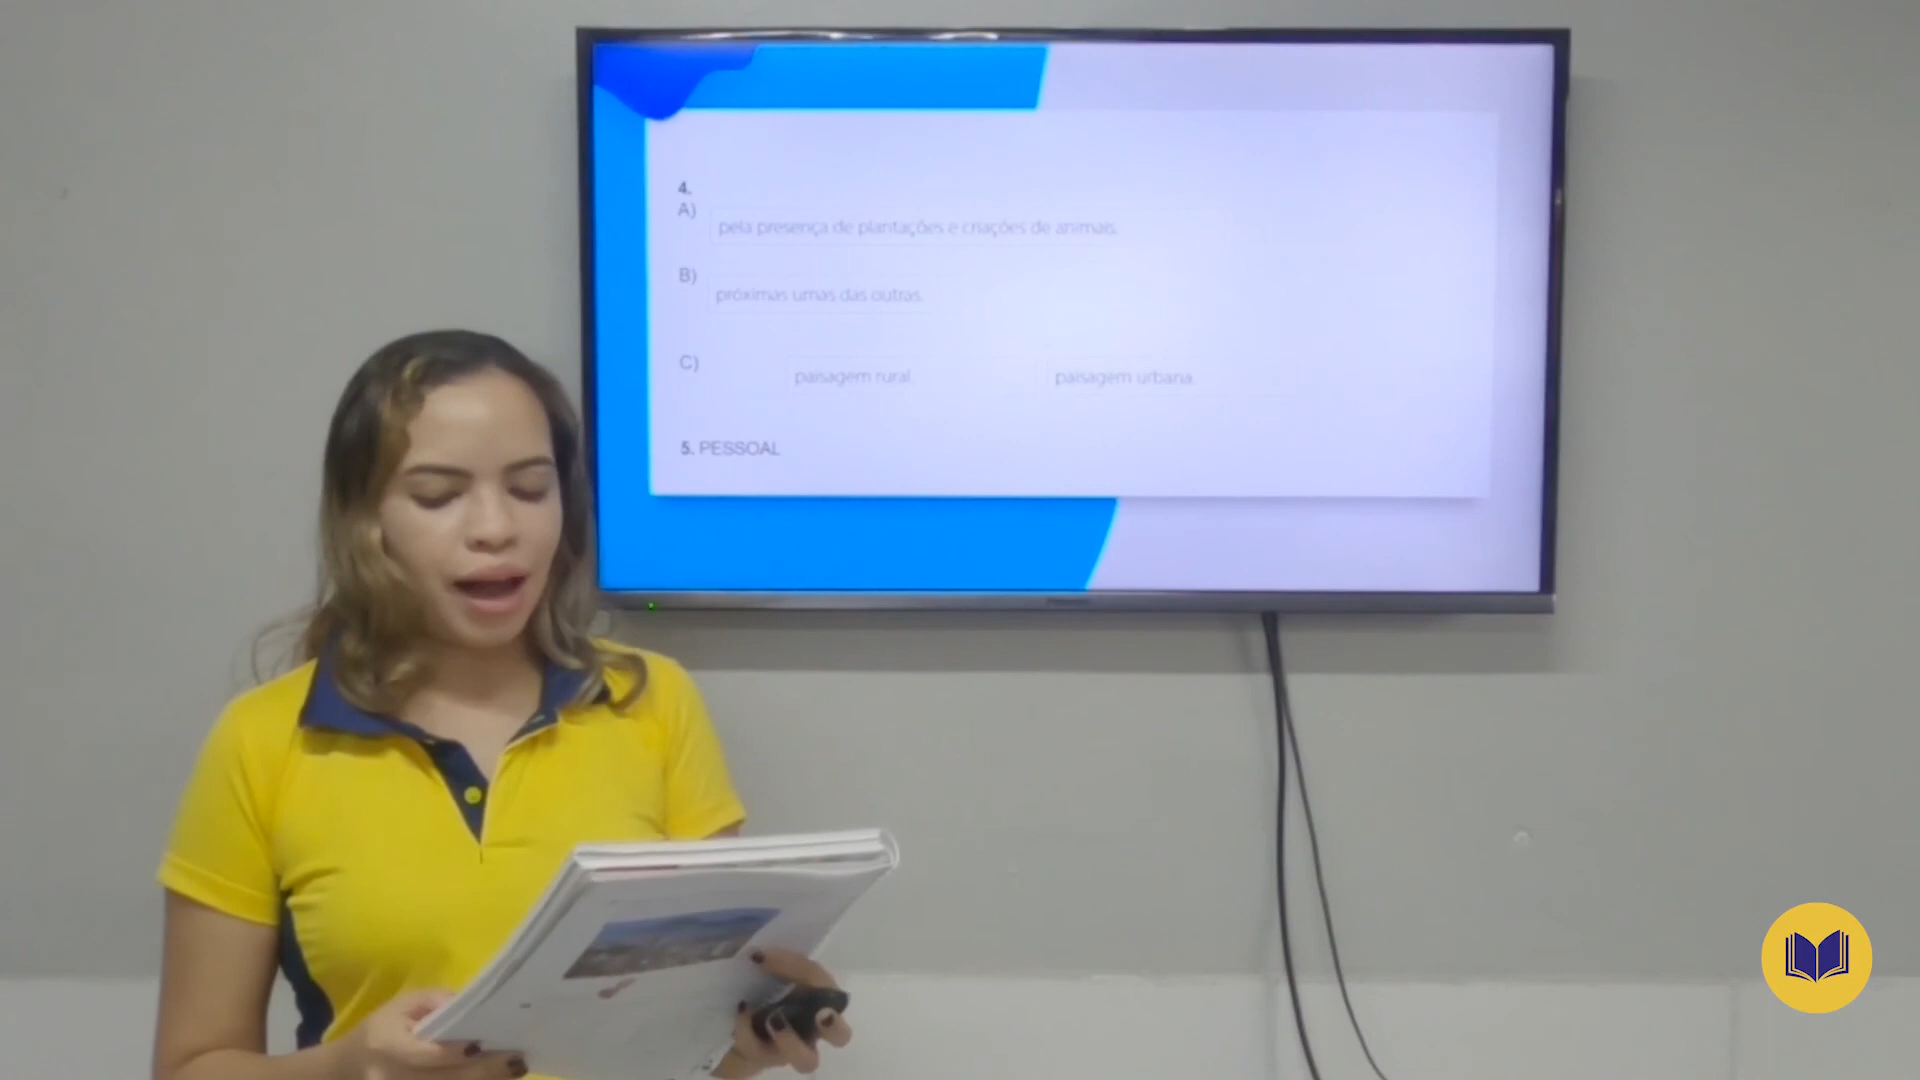 4.
A)
pela presença de plantações e criações de animais.
B)
próximas umas das outras.
C)
paisagem rural. paisagem urbana.
5. PESSOAL